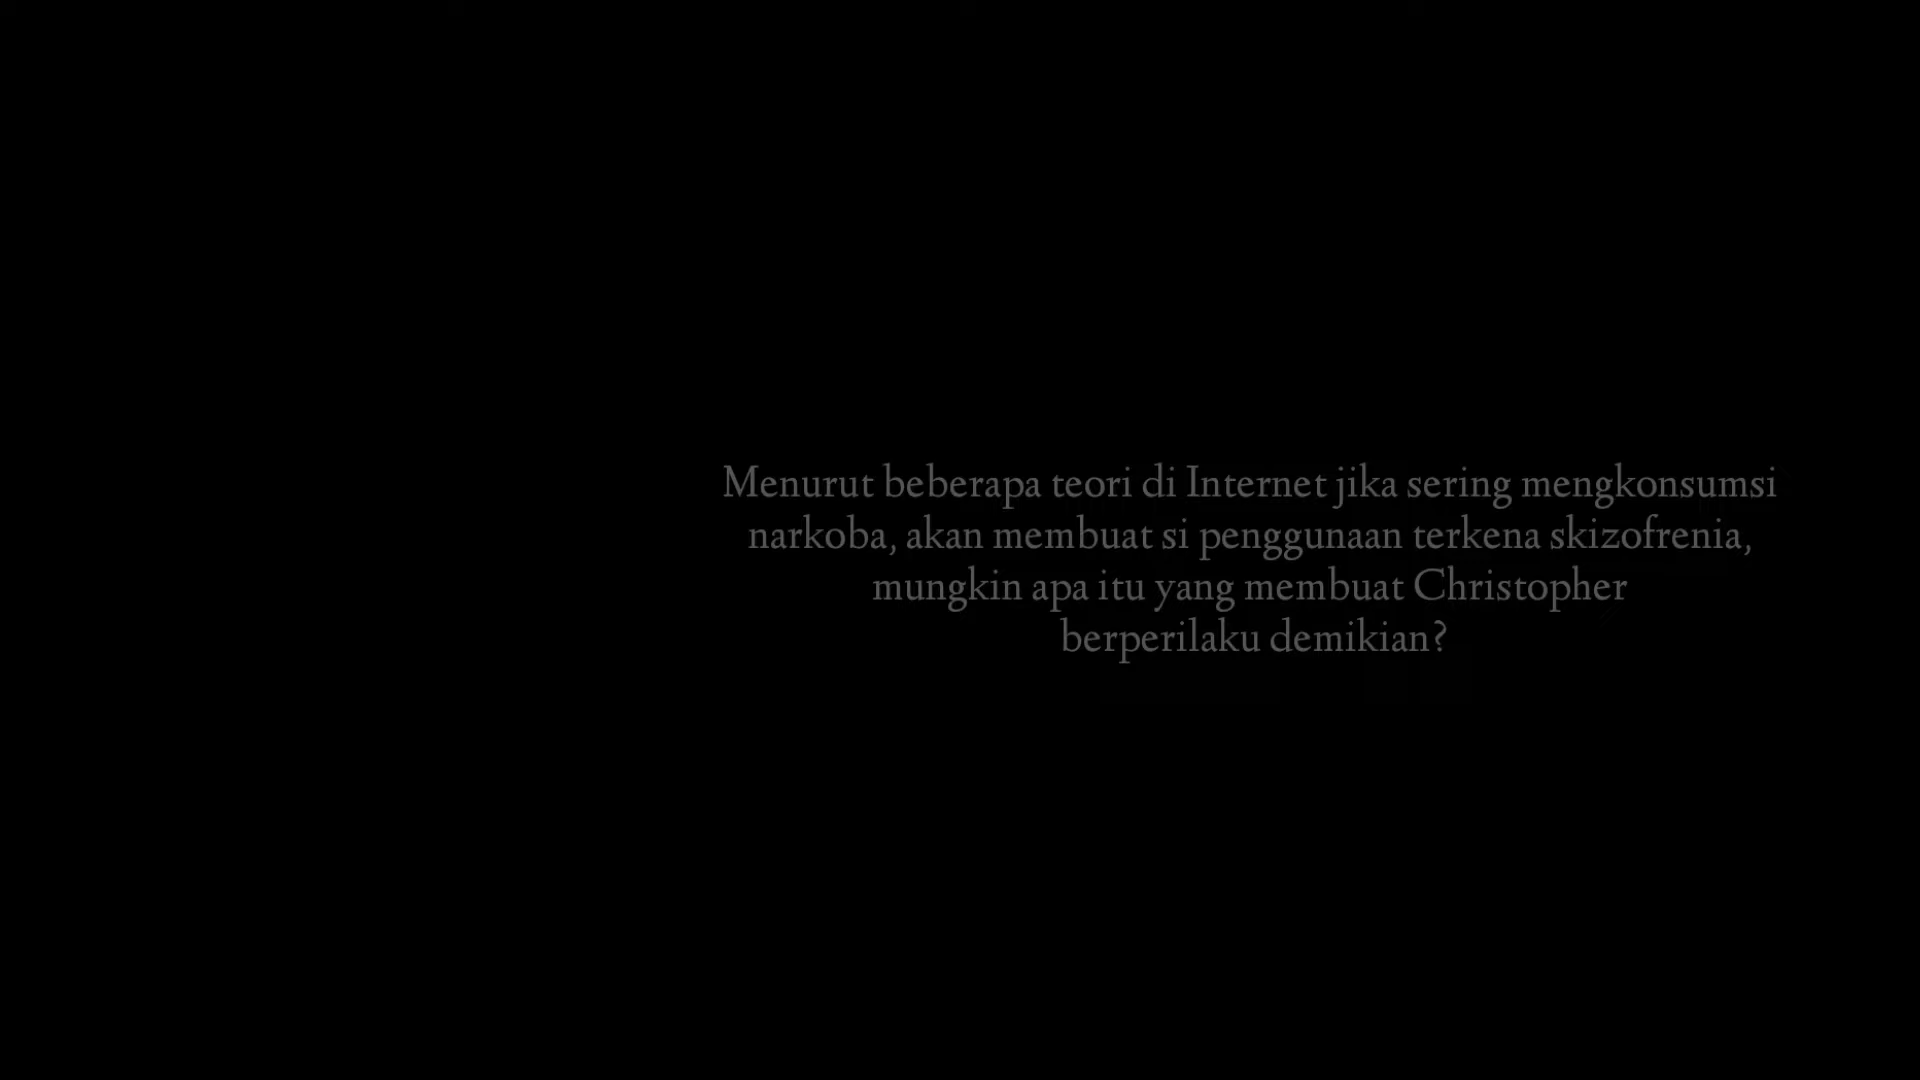 Menurut beberapa teori di Internet jika sering mengkonsumsi
narkoba, akan membuat si penggunaan terkena skizofrenia,
mungkin apa itu yang membuat Christopher
berperilaku demikian?